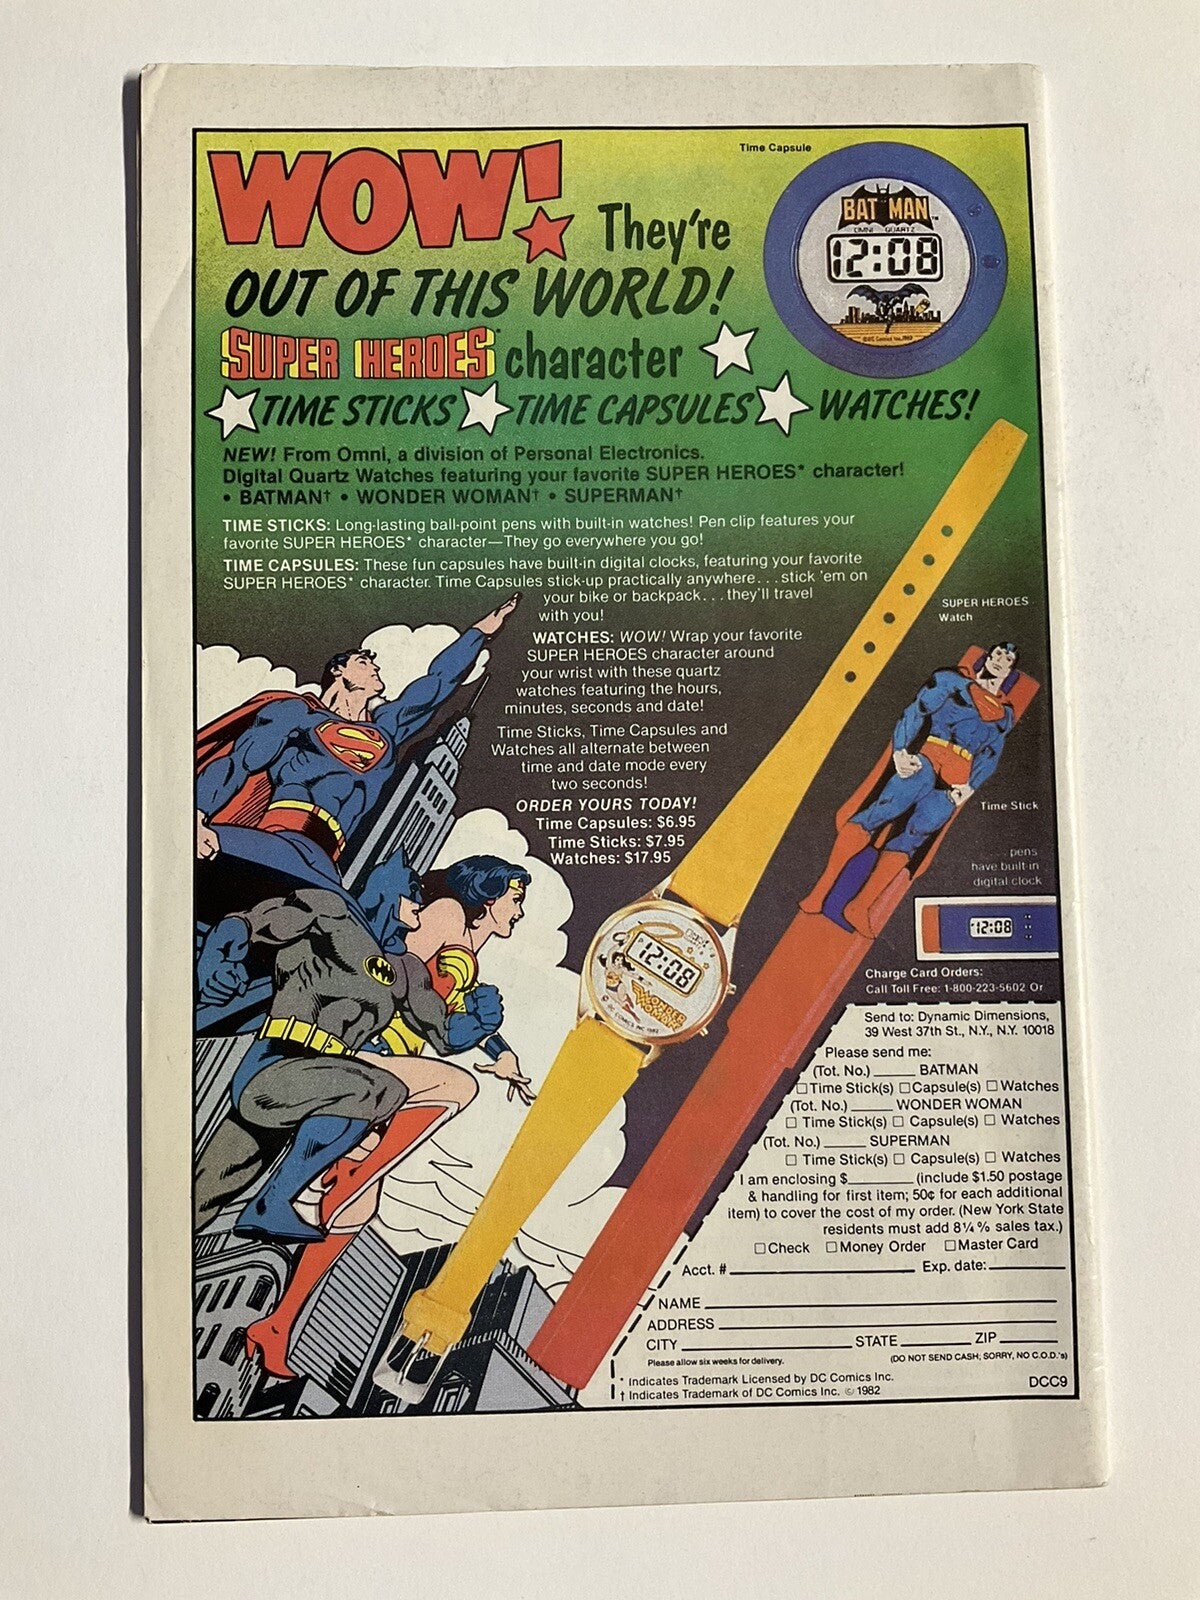 Time Capsule
WOW! They're
OUT OF THIS WORLD!
SUPER HEROES* character
TIME STICKS TIME CAPSULES WATCHES!
BATMAN
OMNI QUARTZ
12:08
NEW! From Omni, a division of Personal Electronics.
Digital Quartz Watches featuring your favorite SUPER HEROES* character!
• BATMAN† • WONDER WOMAN† • SUPERMAN†
TIME STICKS: Long-lasting ball-point pens with built-in watches! Pen clip features your
favorite SUPER HEROES* character—They go everywhere you go!
TIME CAPSULES: These fun capsules have built-in digital clocks, featuring your favorite
SUPER HEROES* character. Time Capsules stick-up practically anywhere...stick 'em on
your bike or backpack...they'll travel
with you!
WATCHES: WOW! Wrap your favorite
SUPER HEROES character around
your wrist with these quartz
watches featuring the hours,
minutes, seconds and date!
Time Sticks, Time Capsules and
Watches all alternate between
time and date mode every
two seconds!
ORDER YOURS TODAY!
Time Capsules: $6.95
Time Sticks: $7.95
Watches: $17.95
SUPER HEROES
Watch
Time Stick
...pens
have built-in
digital clock
12:08
12:08
WONDER
WOMAN
Charge Card Orders:
Call Toll Free: 1-800-223-5602 Or
Send to: Dynamic Dimensions,
39 West 37th St., N.Y., N.Y. 10018
Please send me:
(Tot. No.) ______ BATMAN
☐ Time Stick(s) ☐ Capsule(s) ☐ Watches
(Tot. No.) ______ WONDER WOMAN
☐ Time Stick(s) ☐ Capsule(s) ☐ Watches
(Tot. No.) ______ SUPERMAN
☐ Time Stick(s) ☐ Capsule(s) ☐ Watches
I am enclosing $________ (include $1.50 postage
& handling for first item; 50¢ for each additional
item) to cover the cost of my order. (New York State
residents must add 8¼% sales tax.)
☐ Check ☐ Money Order ☐ Master Card
Acct. # ____________ Exp. date: ________
NAME ____________
ADDRESS ____________
CITY ____________ STATE ________ ZIP ______
Please allow six weeks for delivery. (DO NOT SEND CASH; SORRY, NO C.O.D.'s)
* Indicates Trademark Licensed by DC Comics Inc.
† Indicates Trademark of DC Comics Inc. © 1982
DCC9